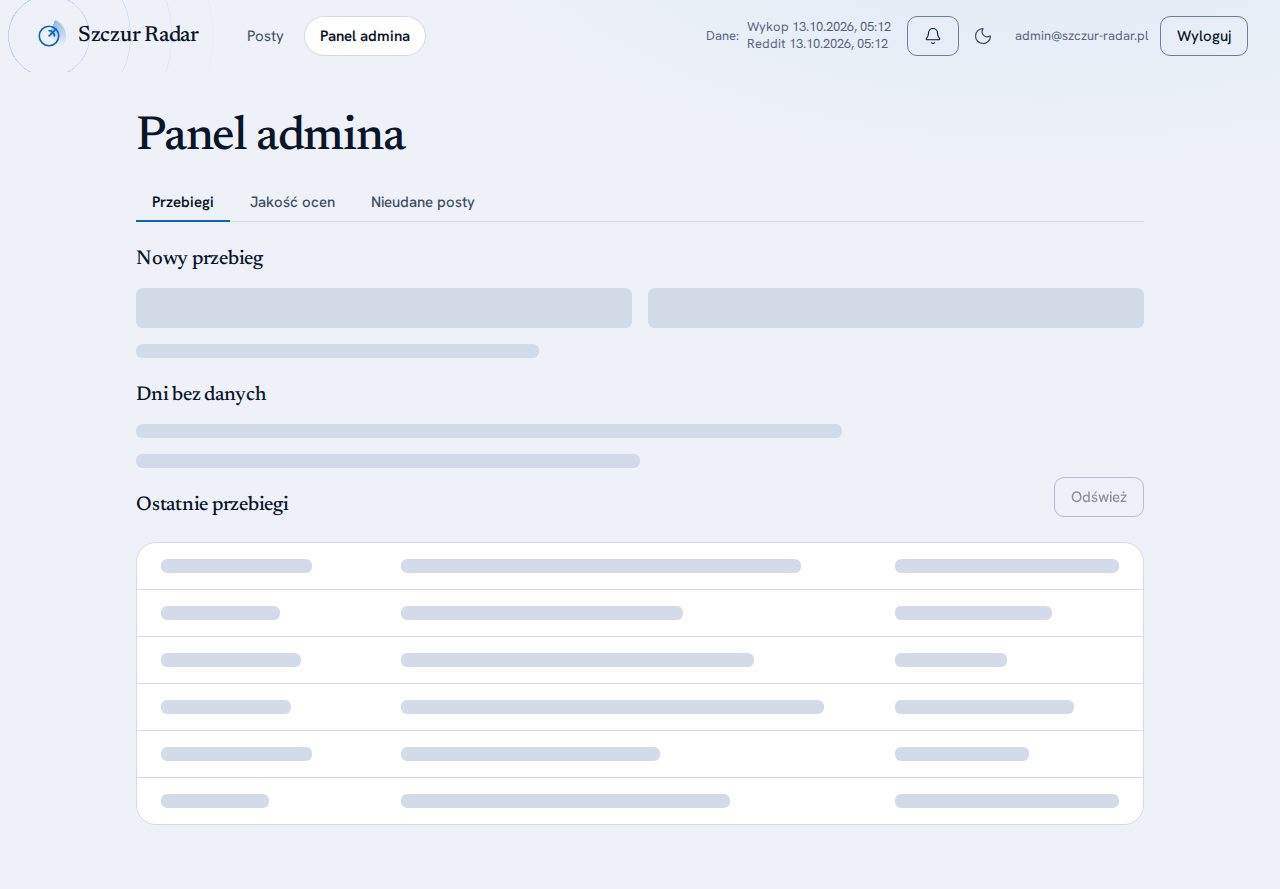 Szczur Radar
Posty
Panel admina
Dane:
Wykop 13.10.2026, 05:12
Reddit 13.10.2026, 05:12
admin@szczur-radar.pl
Wyloguj
Panel admina
Przebiegi
Jakość ocen
Nieudane posty
Nowy przebieg
Dni bez danych
Ostatnie przebiegi
Odśwież